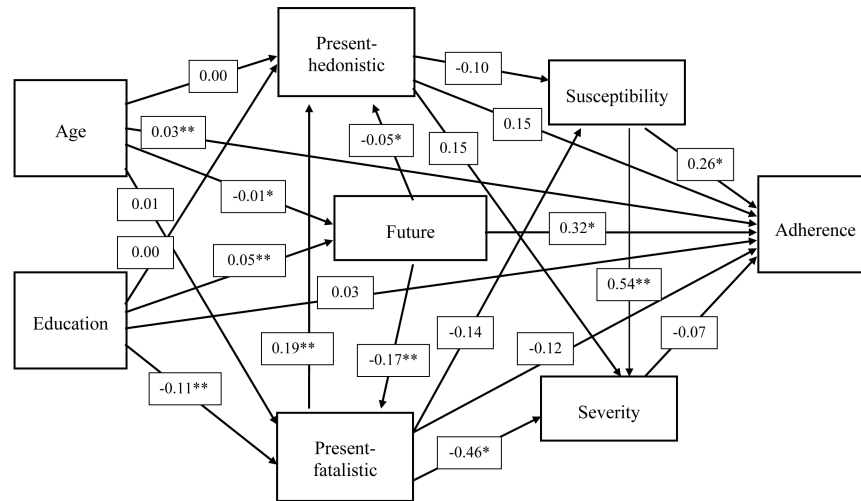 Present-
hedonistic
-0.10
0.00
Susceptibility
Age
0.03**
-0.05*
0.15
0.15
0.26*
0.01
-0.01*
Future
0.32*
Adherence
0.00
0.05**
Education
0.03
0.54**
0.19**
-0.17**
-0.14
-0.12
-0.07
-0.11**
Severity
Present-
fatalistic
-0.46*